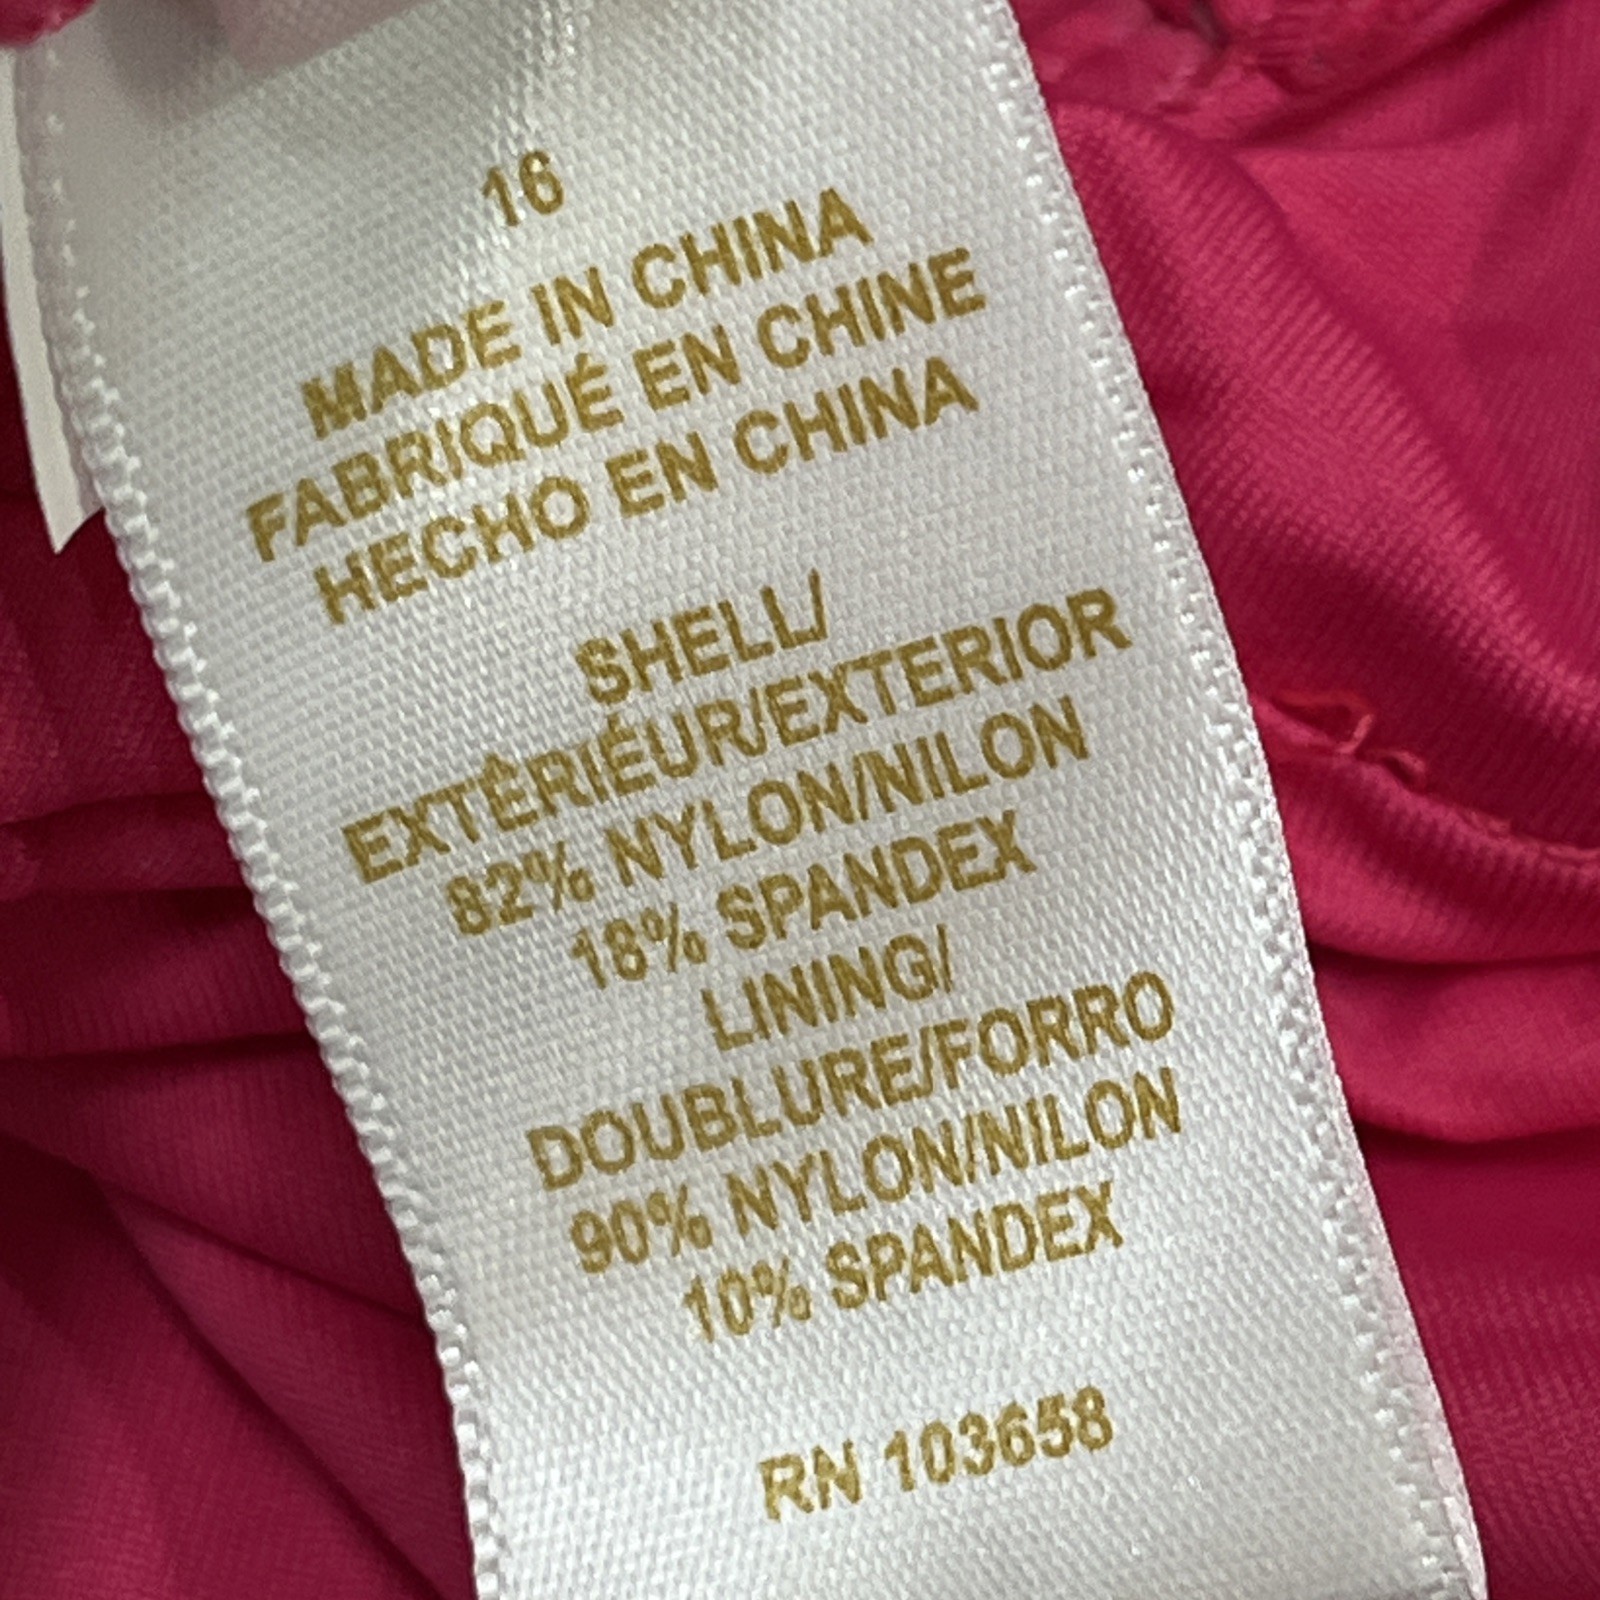 16
MADE IN CHINA
FABRIQUÉ EN CHINE
HECHO EN CHINA
SHELL/
EXTÊRIÉUR/EXTERIOR
82% NYLON/NILON
18% SPANDEX
LINING/
DOUBLURE/FORRO
90% NYLON/NILON
10% SPANDEX
RN 103658